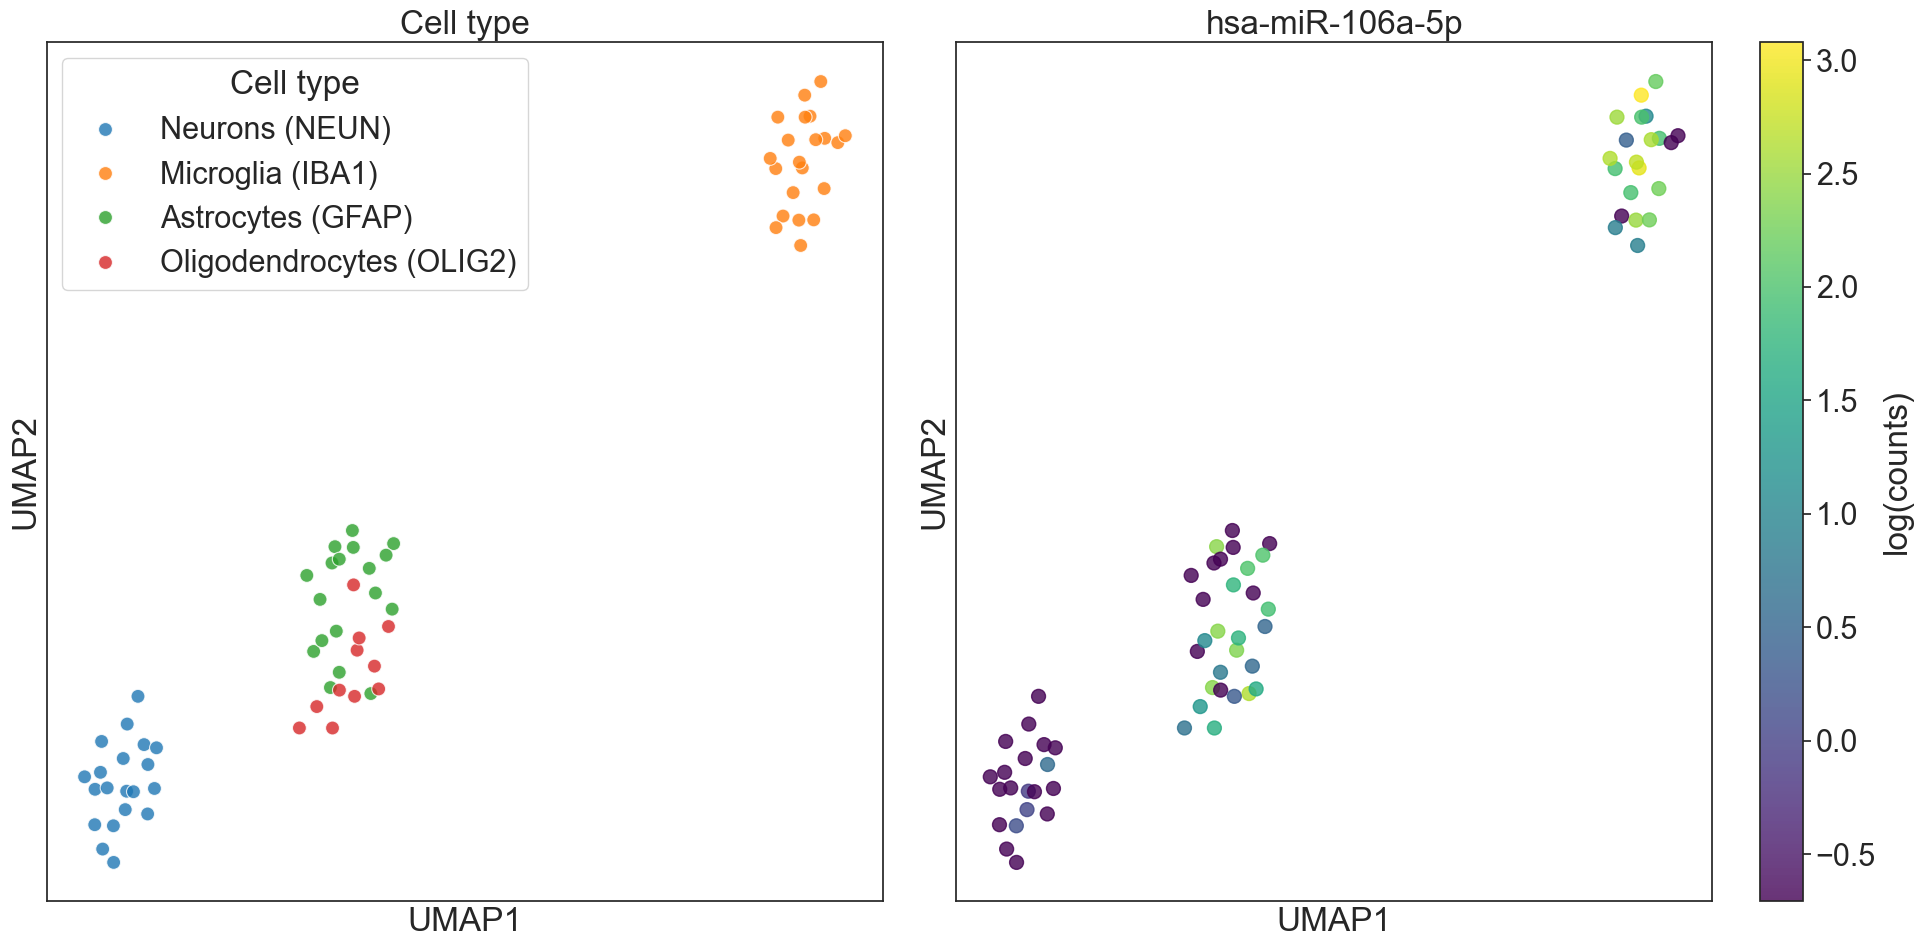 Cell type
Cell type
Neurons (NEUN)
Microglia (IBA1)
Astrocytes (GFAP)
Oligodendrocytes (OLIG2)
UMAP2
UMAP1
hsa-miR-106a-5p
UMAP2
UMAP1
3.0
2.5
2.0
1.5
1.0
0.5
0.0
−0.5
log(counts)